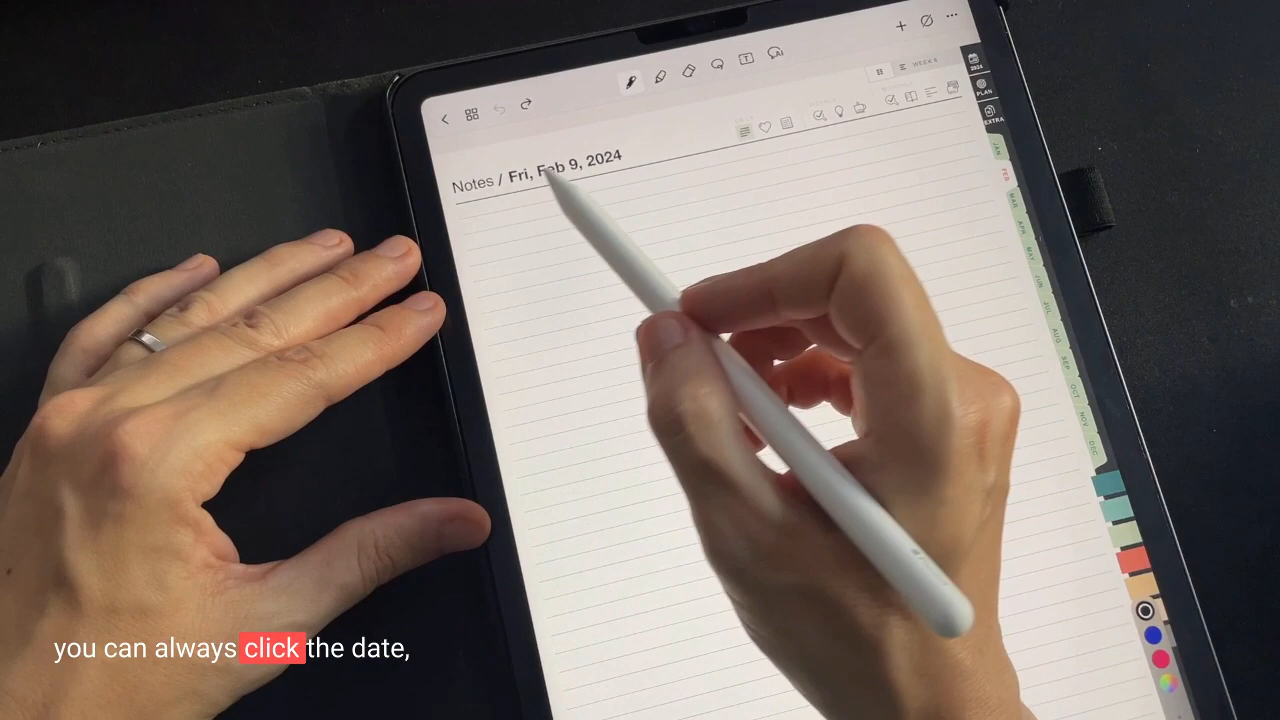 T
AI
WEEK 6
2024
PLAN
EXTRA
Notes / Fri, Feb 9, 2024
JAN
FEB
MAR
APR
MAY
JUN
JUL
AUG
SEP
OCT
NOV
DEC
you can always click the date,